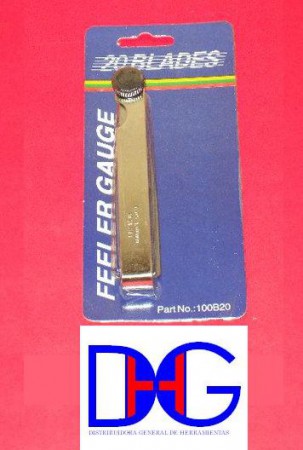 20 BLADES
FEELER GAUGE
Part No.:100B20
DHG
DISTRIBUIDORA GENERAL DE HERRAMIENTAS